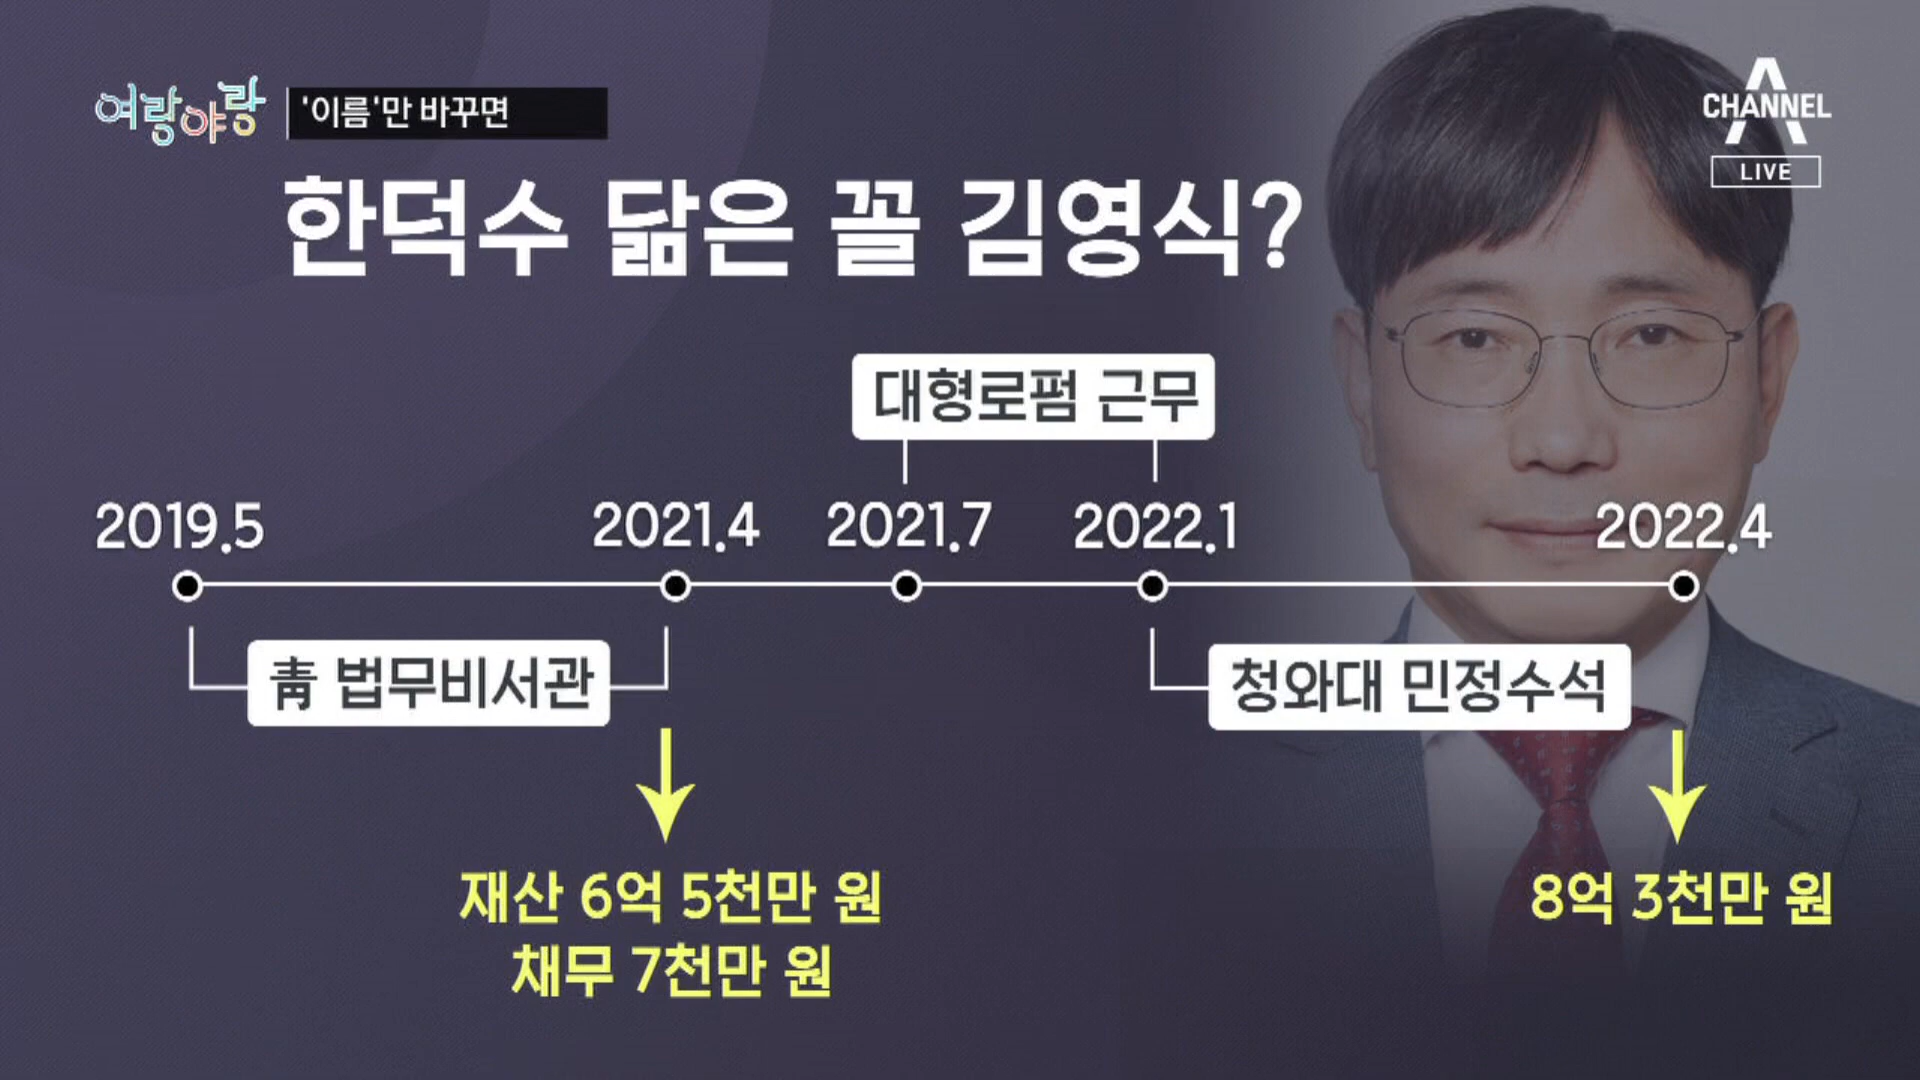 여랑야랑
'이름'만 바꾸면
CHANNEL A
LIVE
한덕수 닮은 꼴 김영식?
대형로펌 근무
2019.5
2021.4
2021.7
2022.1
2022.4
靑 법무비서관
청와대 민정수석
재산 6억 5천만 원
채무 7천만 원
8억 3천만 원